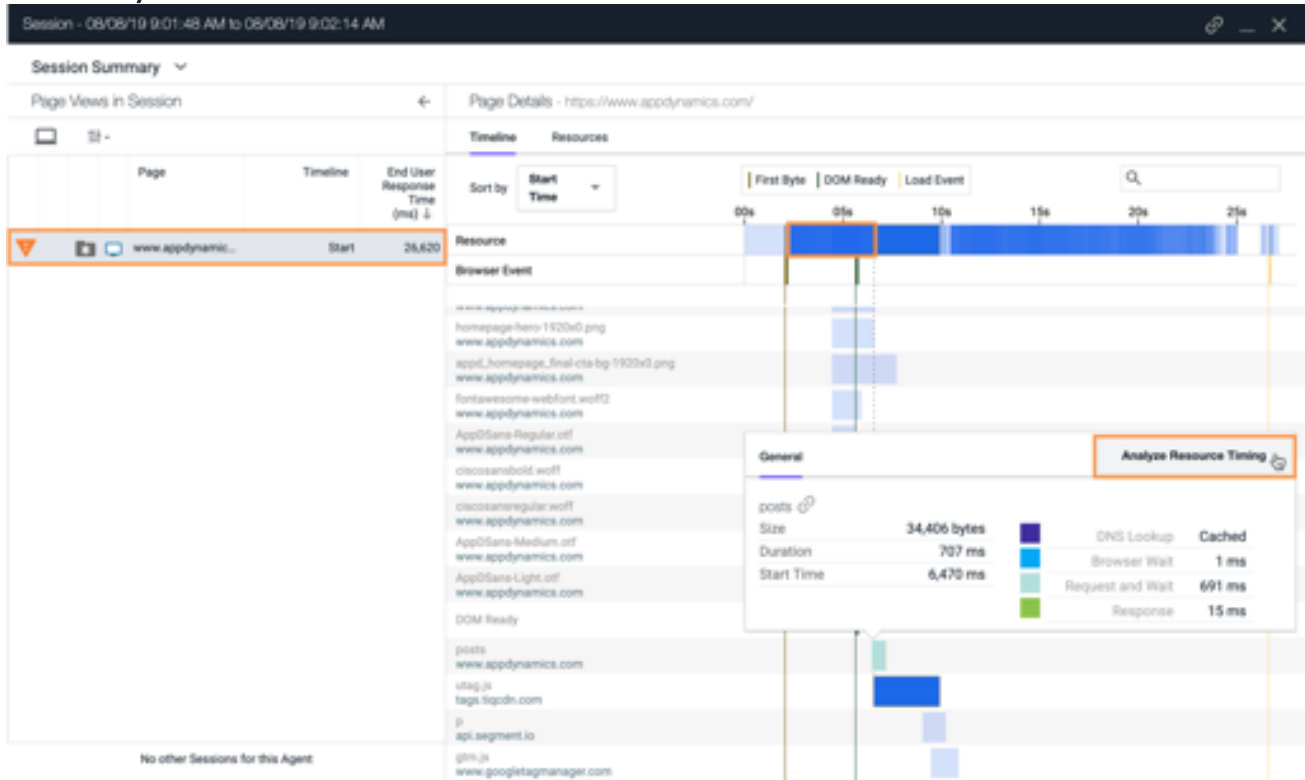 Session - 08/08/19 9:01:48 AM to 08/08/19 9:02:14 AM
Session Summary
Page Views in Session
Page Details - https://www.appdynamics.com/
Timeline Resources
Page Timeline End User Response Time (ms) ↓
Sort by Start Time
First Byte DOM Ready Load Event
00s 05s 10s 15s 20s 25s
www.appdynamic... Start 26,620
Resource
Browser Event
www.appdynamics.com
homepage-hero-1920x0.png
www.appdynamics.com
appd_homepage_final-cta-bg-1920x0.png
www.appdynamics.com
fontawesome-webfont.woff2
www.appdynamics.com
AppDSans-Regular.otf
www.appdynamics.com
ciscosansbold.woff
www.appdynamics.com
ciscosansregular.woff
www.appdynamics.com
AppDSans-Medium.otf
www.appdynamics.com
AppDSans-Light.otf
www.appdynamics.com
DOM Ready
posts
www.appdynamics.com
utag.js
tags.tiqcdn.com
p
api.segment.io
gtm.js
www.googletagmanager.com
General Analyze Resource Timing
posts
Size 34,406 bytes
Duration 707 ms
Start Time 6,470 ms
DNS Lookup Cached
Browser Wait 1 ms
Request and Wait 691 ms
Response 15 ms
No other Sessions for this Agent